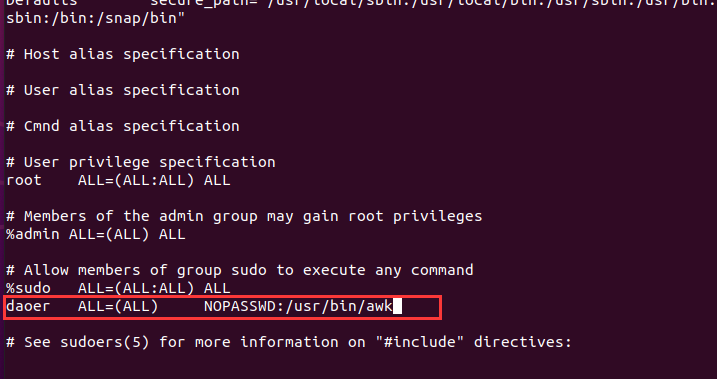 Defaults        secure_path="/usr/local/sbin:/usr/local/bin:/usr/sbin:/usr/bin:
sbin:/bin:/snap/bin"
# Host alias specification
# User alias specification
# Cmnd alias specification
# User privilege specification
root    ALL=(ALL:ALL) ALL
# Members of the admin group may gain root privileges
%admin ALL=(ALL) ALL
# Allow members of group sudo to execute any command
%sudo   ALL=(ALL:ALL) ALL
daoer   ALL=(ALL)     NOPASSWD:/usr/bin/awk
# See sudoers(5) for more information on "#include" directives: